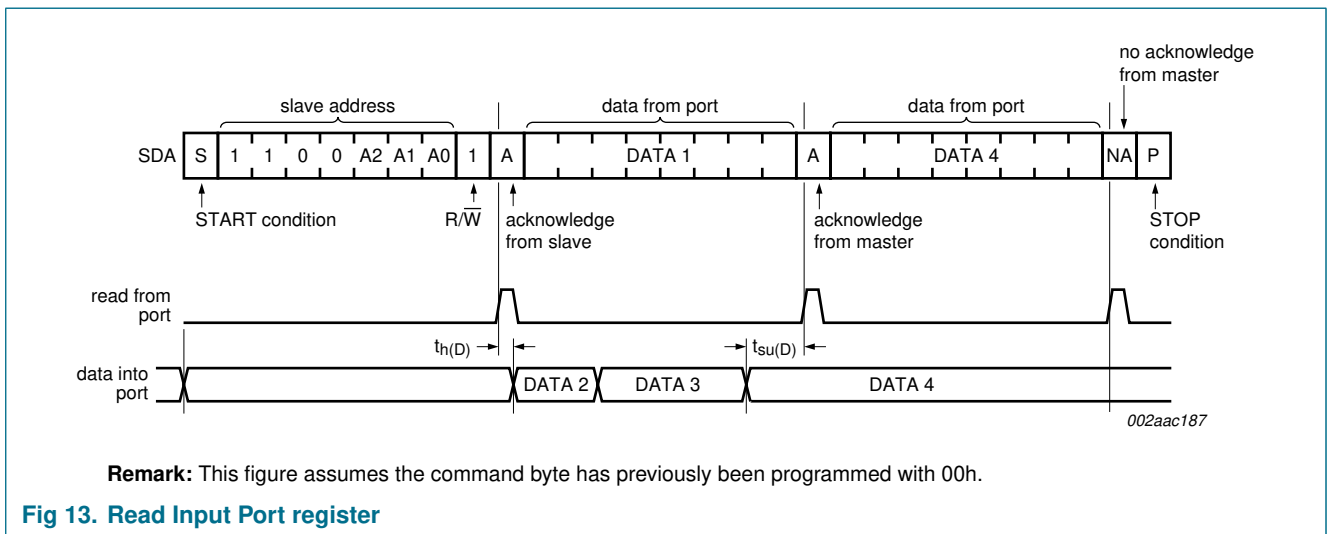 no acknowledge
from master
slave address
data from port
data from port
SDA S 1 1 0 0 A2 A1 A0 1 A DATA 1 A DATA 4 NA P
START condition
R/W̅
acknowledge
from slave
acknowledge
from master
STOP
condition
read from
port
th(D)
tsu(D)
data into
port
DATA 2 DATA 3 DATA 4
002aac187
Remark: This figure assumes the command byte has previously been programmed with 00h.
Fig 13. Read Input Port register